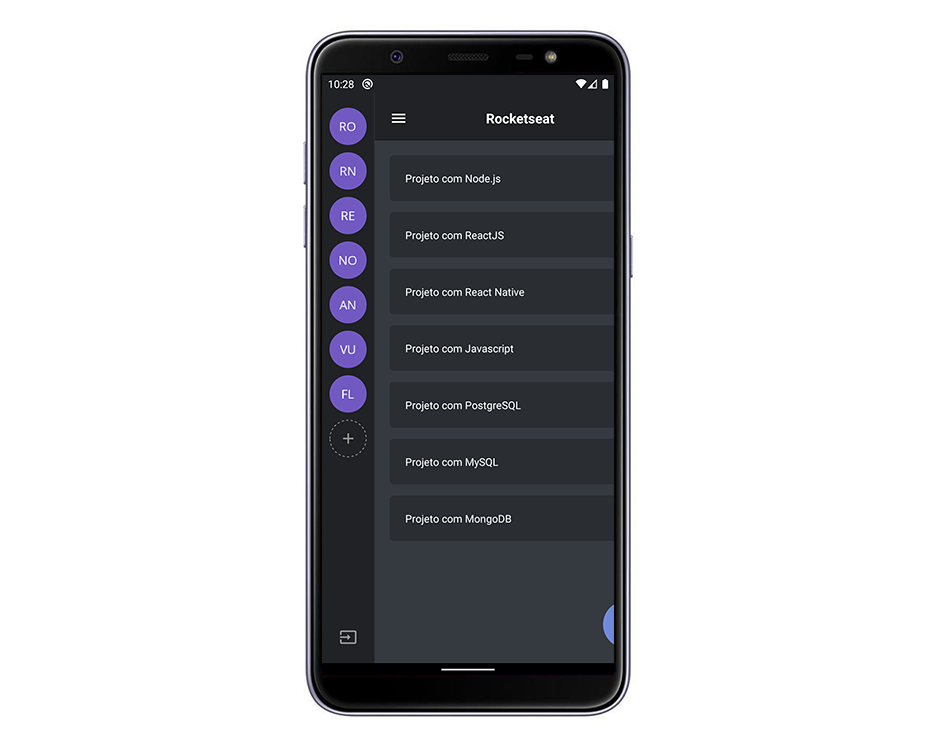 10:28
RO
RN
RE
NO
AN
VU
FL
+
Rocketseat
Projeto com Node.js
Projeto com ReactJS
Projeto com React Native
Projeto com Javascript
Projeto com PostgreSQL
Projeto com MySQL
Projeto com MongoDB